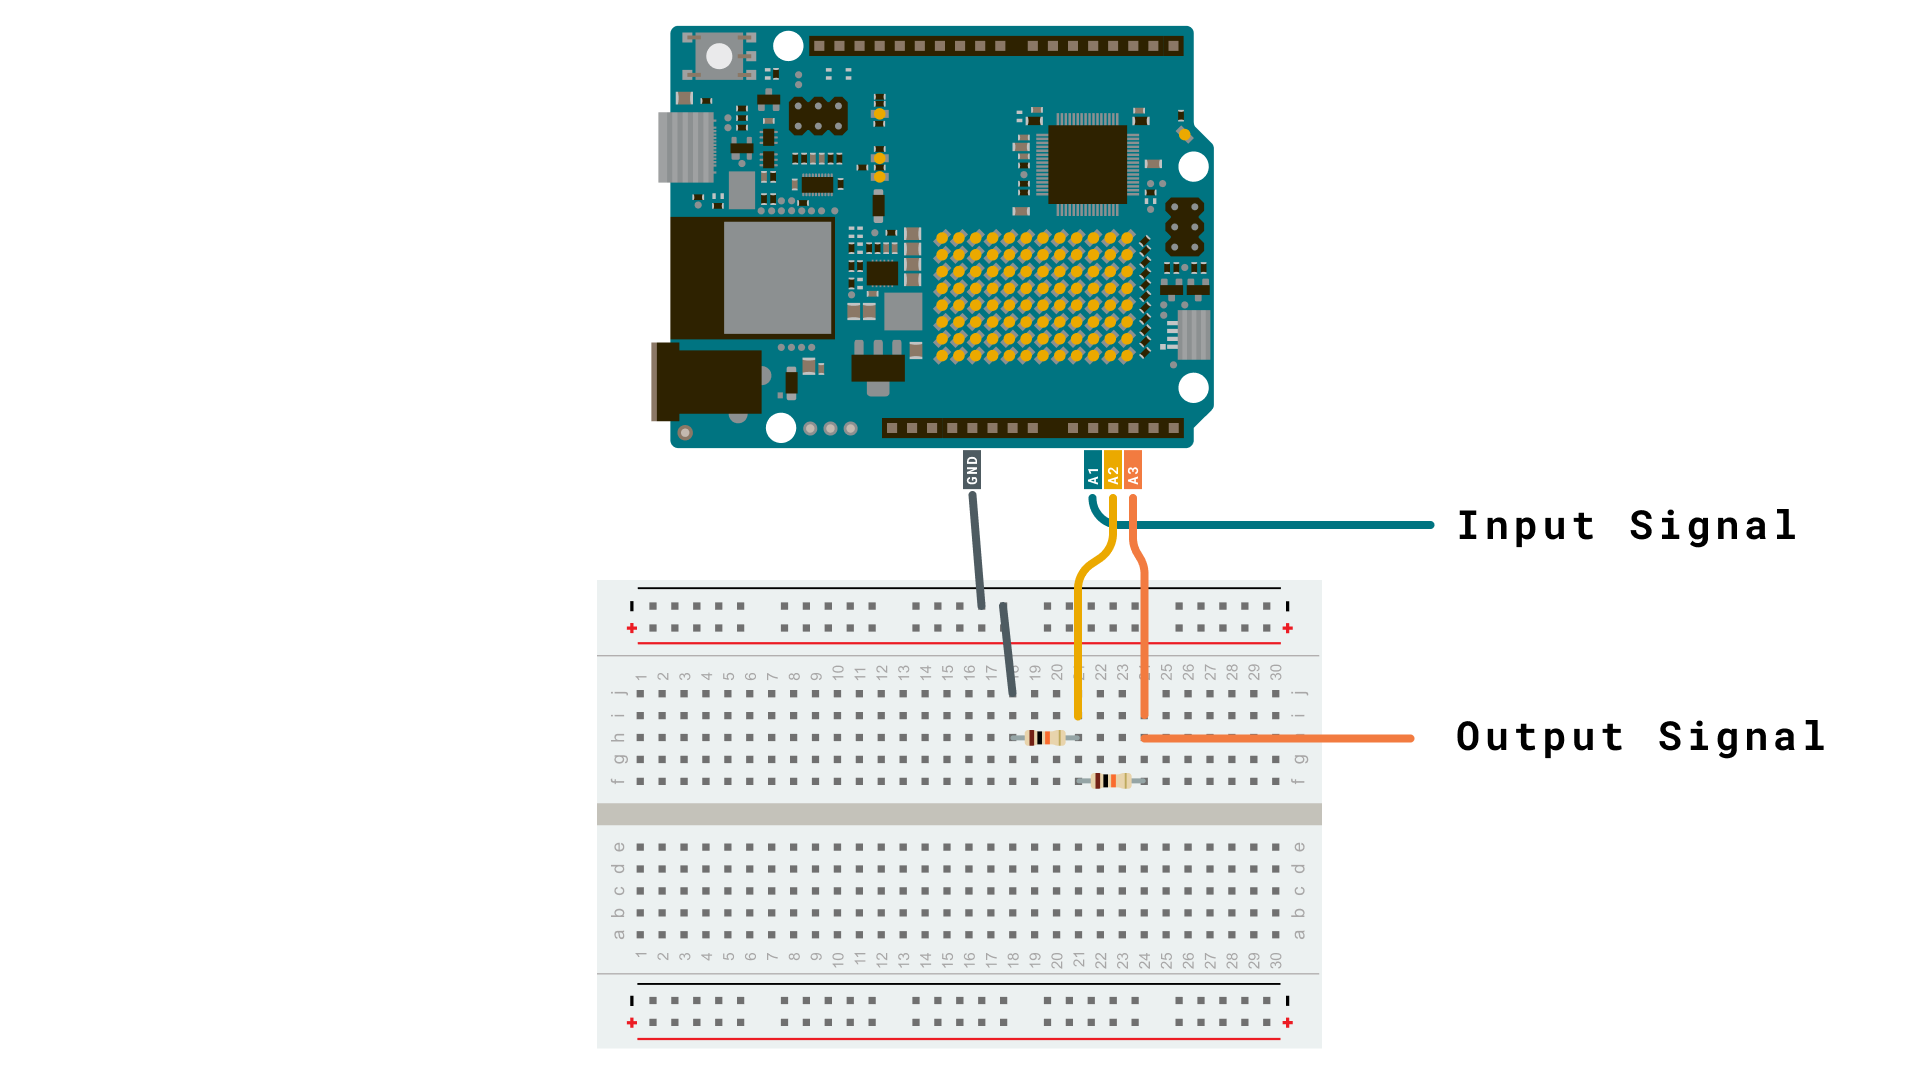 GND A1 A2 A3
Input Signal
- -
+ +
1 2 3 4 5 6 7 8 9 10 11 12 13 14 15 16 17 19 20 22 23 25 26 27 28 29 30
j j
i i
h
g g
f f
Output Signal
e e
d d
c c
b b
a a
1 2 3 4 5 6 7 8 9 10 11 12 13 14 15 16 17 18 19 20 21 22 23 24 25 26 27 28 29 30
- -
+ +